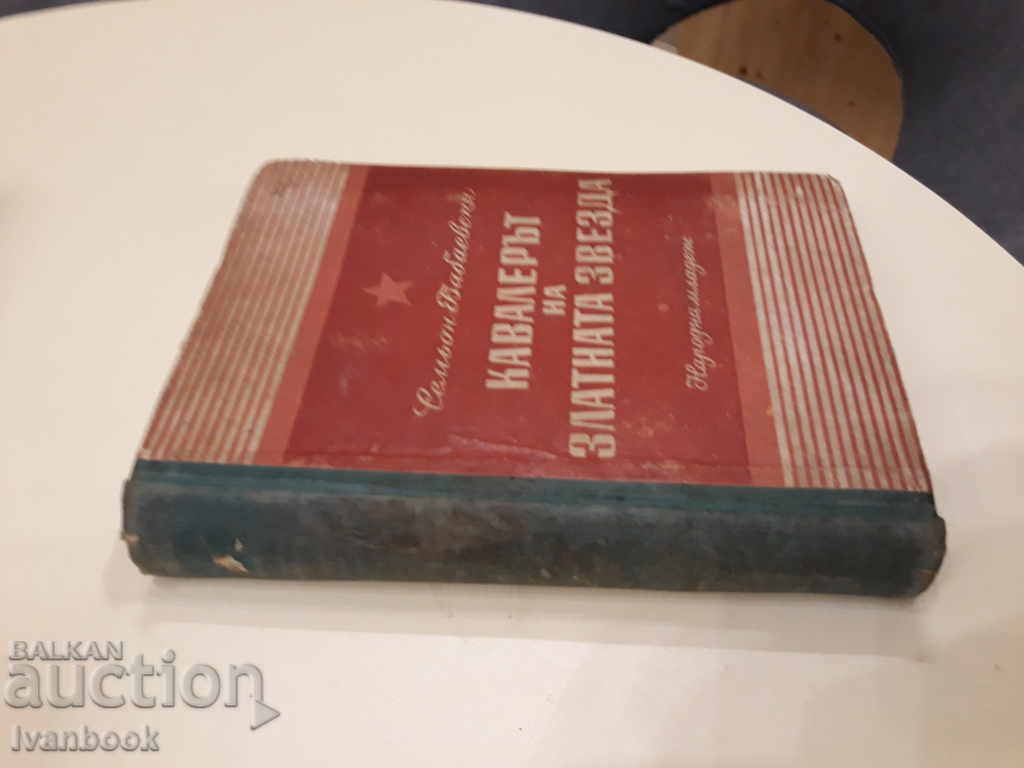 Семьон Бабаевски
КАВАЛЕРЪТ
НА
ЗЛАТНАТА ЗВЕЗДА
Народна младеж
BALKAN
auction
Ivanbook